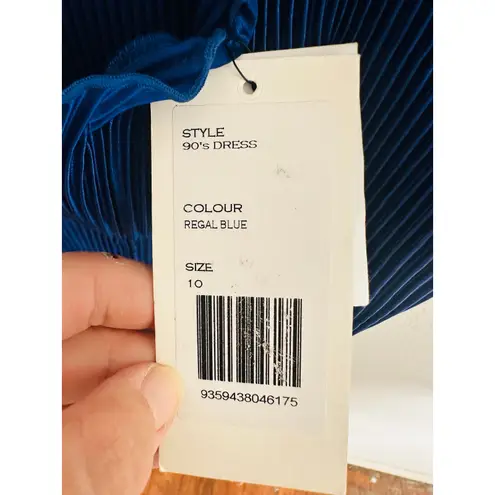 STYLE
90's DRESS
COLOUR
REGAL BLUE
SIZE
10
9359438046175